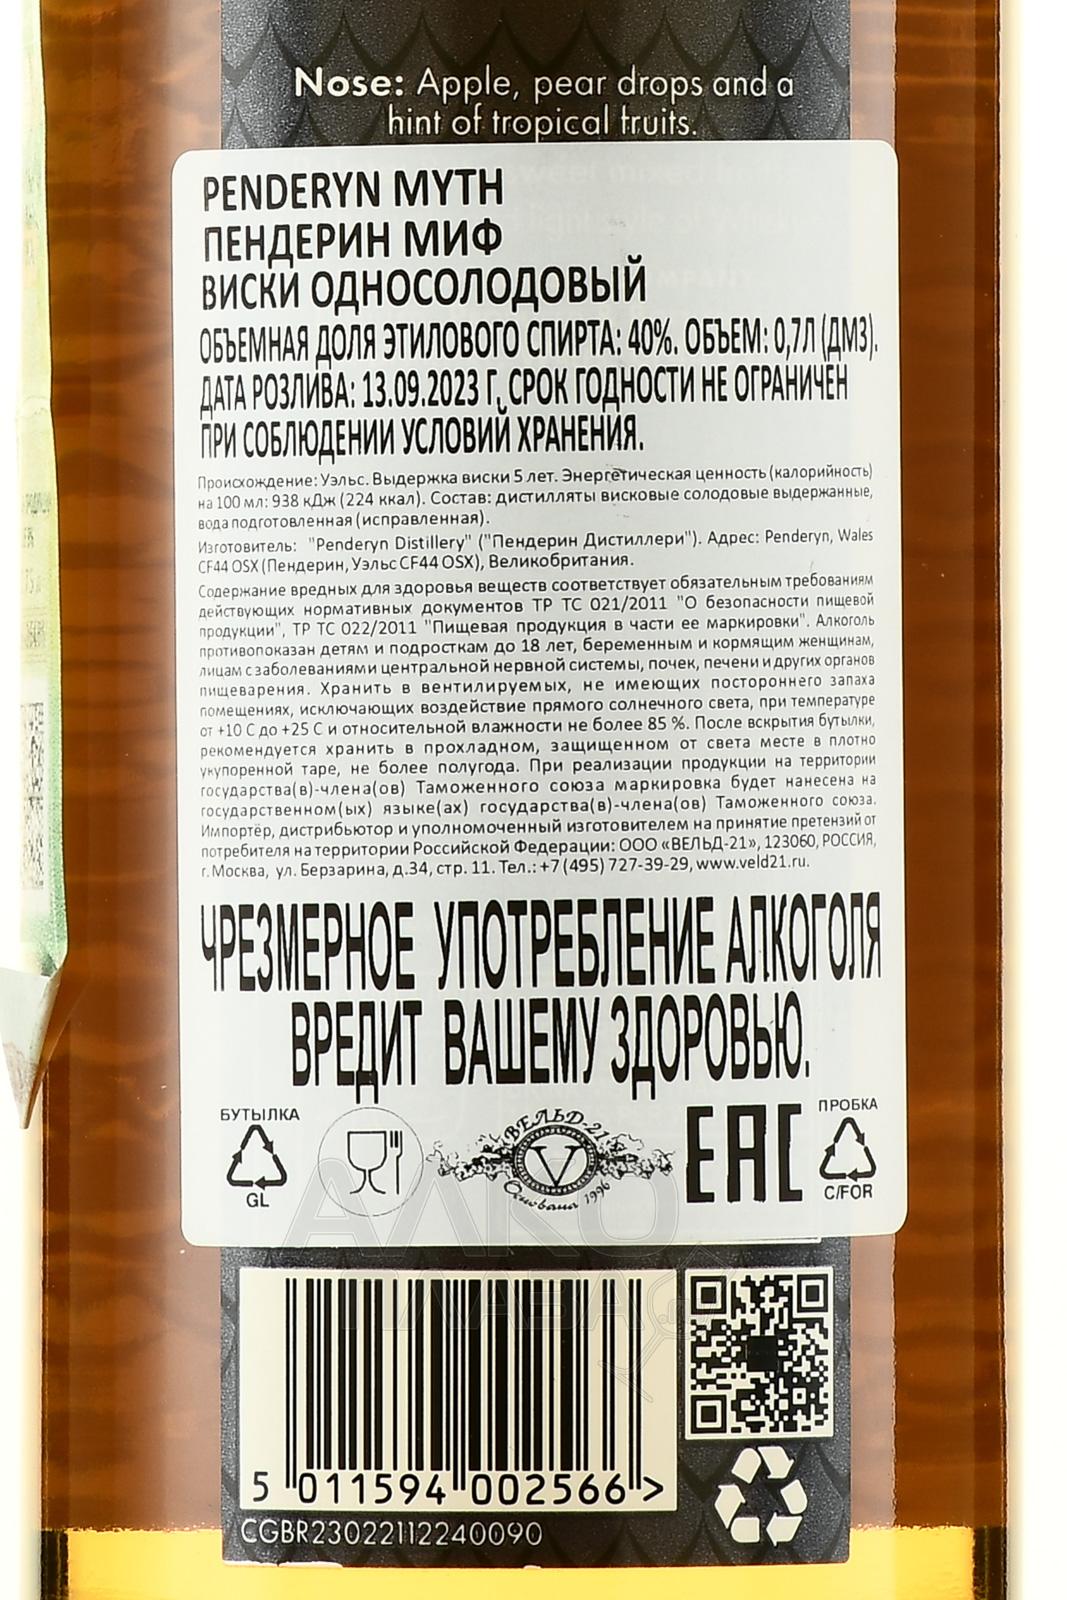 Nose: Apple, pear drops and a
hint of tropical fruits.
PENDERYN MYTH
ПЕНДЕРИН МИФ
ВИСКИ ОДНОСОЛОДОВЫЙ
ОБЪЕМНАЯ ДОЛЯ ЭТИЛОВОГО СПИРТА: 40%. ОБЪЕМ: 0,7Л (ДМ3).
ДАТА РОЗЛИВА: 13.09.2023 Г. СРОК ГОДНОСТИ НЕ ОГРАНИЧЕН
ПРИ СОБЛЮДЕНИИ УСЛОВИЙ ХРАНЕНИЯ.
Происхождение: Уэльс. Выдержка виски 5 лет. Энергетическая ценность (калорийность)
на 100 мл: 938 кДж (224 ккал). Состав: дистилляты висковые солодовые выдержанные,
вода подготовленная (исправленная).
Изготовитель: "Penderyn Distillery" ("Пендерин Дистиллери"). Адрес: Penderyn, Wales
CF44 OSX (Пендерин, Уэльс CF44 OSX), Великобритания.
Содержание вредных для здоровья веществ соответствует обязательным требованиям
действующих нормативных документов ТР ТС 021/2011 "О безопасности пищевой
продукции", ТР ТС 022/2011 "Пищевая продукция в части ее маркировки". Алкоголь
противопоказан детям и подросткам до 18 лет, беременным и кормящим женщинам,
лицам с заболеваниями центральной нервной системы, почек, печени и других органов
пищеварения. Хранить в вентилируемых, не имеющих постороннего запаха
помещениях, исключающих воздействие прямого солнечного света, при температуре
от +10 С до +25 С и относительной влажности не более 85 %. После вскрытия бутылки,
рекомендуется хранить в прохладном, защищенном от света месте в плотно
укупоренной таре, не более полугода. При реализации продукции на территории
государства(в)-члена(ов) Таможенного союза маркировка будет нанесена на
государственном(ых) языке(ах) государства(в)-члена(ов) Таможенного союза.
Импортёр, дистрибьютор и уполномоченный изготовителем на принятие претензий от
потребителя на территории Российской Федерации: ООО «ВЕЛЬД-21», 123060, РОССИЯ,
г. Москва, ул. Берзарина, д.34, стр. 11. Тел.: +7 (495) 727-39-29, www.veld21.ru.
ЧРЕЗМЕРНОЕ УПОТРЕБЛЕНИЕ АЛКОГОЛЯ
ВРЕДИТ ВАШЕМУ ЗДОРОВЬЮ.
БУТЫЛКА
GL
ВЕЛЬД-21
V
Основана 1996
EAC
ПРОБКА
C/FOR
АЛКО
ПЛАВА
5 011594 002566 >
CGBR23022112240090